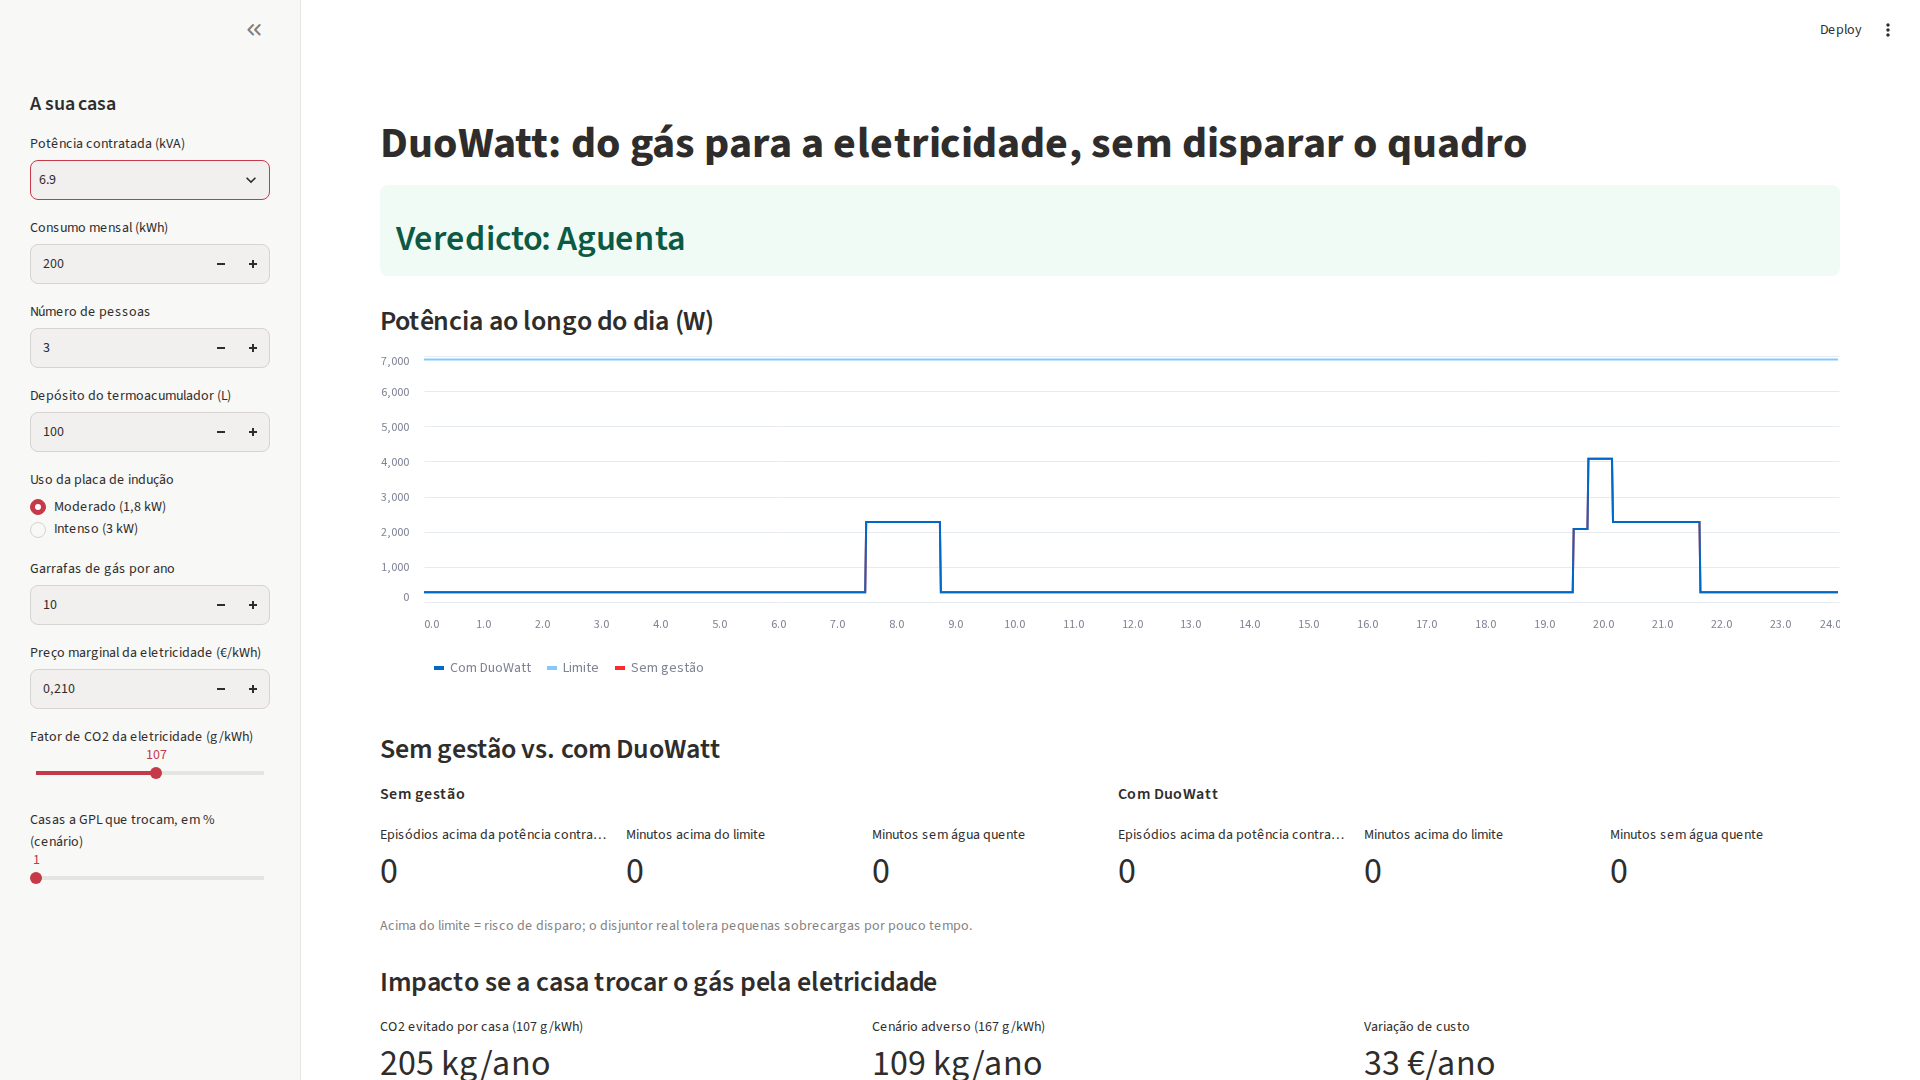 Deploy
A sua casa
Potência contratada (kVA)
6.9
Consumo mensal (kWh)
200
Número de pessoas
3
Depósito do termoacumulador (L)
100
Uso da placa de indução
Moderado (1,8 kW)
Intenso (3 kW)
Garrafas de gás por ano
10
Preço marginal da eletricidade (€/kWh)
0,210
Fator de CO2 da eletricidade (g/kWh)
107
Casas a GPL que trocam, em %
(cenário)
1
DuoWatt: do gás para a eletricidade, sem disparar o quadro
Veredicto: Aguenta
Potência ao longo do dia (W)
7,000
6,000
5,000
4,000
3,000
2,000
1,000
0
0.0 1.0 2.0 3.0 4.0 5.0 6.0 7.0 8.0 9.0 10.0 11.0 12.0 13.0 14.0 15.0 16.0 17.0 18.0 19.0 20.0 21.0 22.0 23.0 24.0
Com DuoWatt Limite Sem gestão
Sem gestão vs. com DuoWatt
Sem gestão Com DuoWatt
Episódios acima da potência contra... Minutos acima do limite Minutos sem água quente Episódios acima da potência contra... Minutos acima do limite Minutos sem água quente
0 0 0 0 0 0
Acima do limite = risco de disparo; o disjuntor real tolera pequenas sobrecargas por pouco tempo.
Impacto se a casa trocar o gás pela eletricidade
CO2 evitado por casa (107 g/kWh) Cenário adverso (167 g/kWh) Variação de custo
205 kg/ano 109 kg/ano 33 €/ano